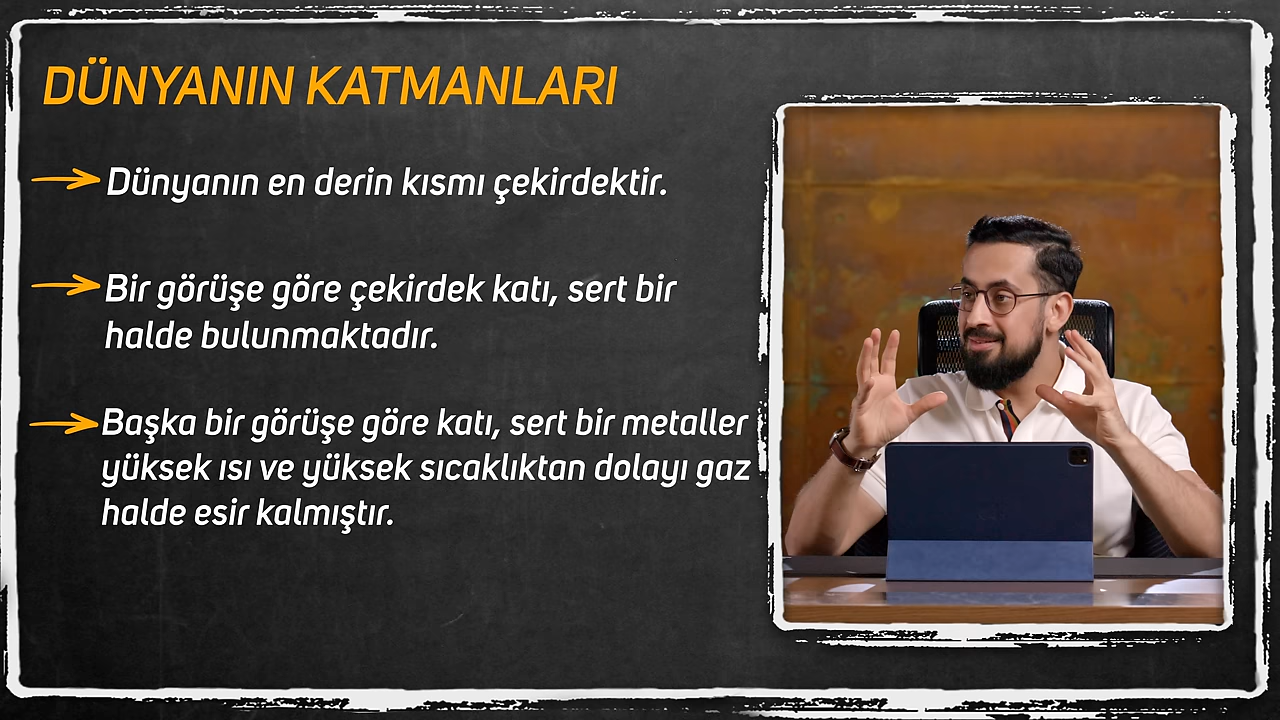 DÜNYANIN KATMANLARI
Dünyanın en derin kısmı çekirdektir.
Bir görüşe göre çekirdek katı, sert bir
halde bulunmaktadır.
Başka bir görüşe göre katı, sert bir metaller
yüksek ısı ve yüksek sıcaklıktan dolayı gaz
halde esir kalmıştır.